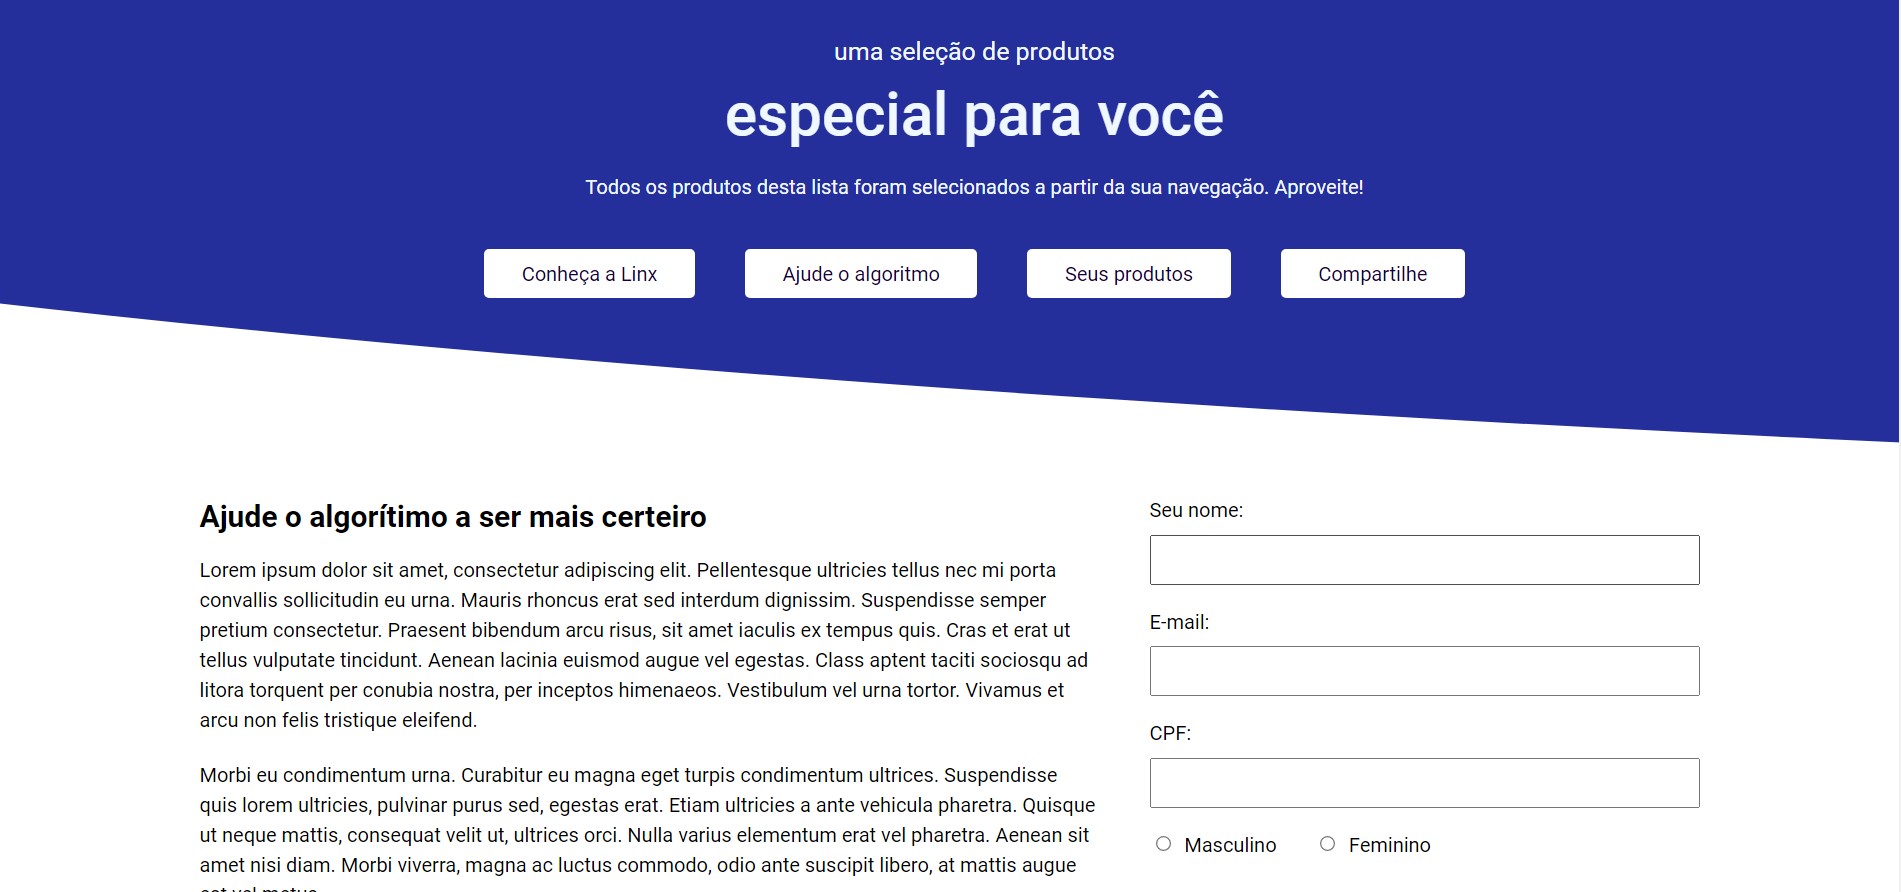 uma seleção de produtos
especial para você
Todos os produtos desta lista foram selecionados a partir da sua navegação. Aproveite!
Conheça a Linx
Ajude o algoritmo
Seus produtos
Compartilhe
Ajude o algorítimo a ser mais certeiro
Lorem ipsum dolor sit amet, consectetur adipiscing elit. Pellentesque ultricies tellus nec mi porta
convallis sollicitudin eu urna. Mauris rhoncus erat sed interdum dignissim. Suspendisse semper
pretium consectetur. Praesent bibendum arcu risus, sit amet iaculis ex tempus quis. Cras et erat ut
tellus vulputate tincidunt. Aenean lacinia euismod augue vel egestas. Class aptent taciti sociosqu ad
litora torquent per conubia nostra, per inceptos himenaeos. Vestibulum vel urna tortor. Vivamus et
arcu non felis tristique eleifend.
Morbi eu condimentum urna. Curabitur eu magna eget turpis condimentum ultrices. Suspendisse
quis lorem ultricies, pulvinar purus sed, egestas erat. Etiam ultricies a ante vehicula pharetra. Quisque
ut neque mattis, consequat velit ut, ultrices orci. Nulla varius elementum erat vel pharetra. Aenean sit
amet nisi diam. Morbi viverra, magna ac luctus commodo, odio ante suscipit libero, at mattis augue
Seu nome:
E-mail:
CPF:
Masculino
Feminino